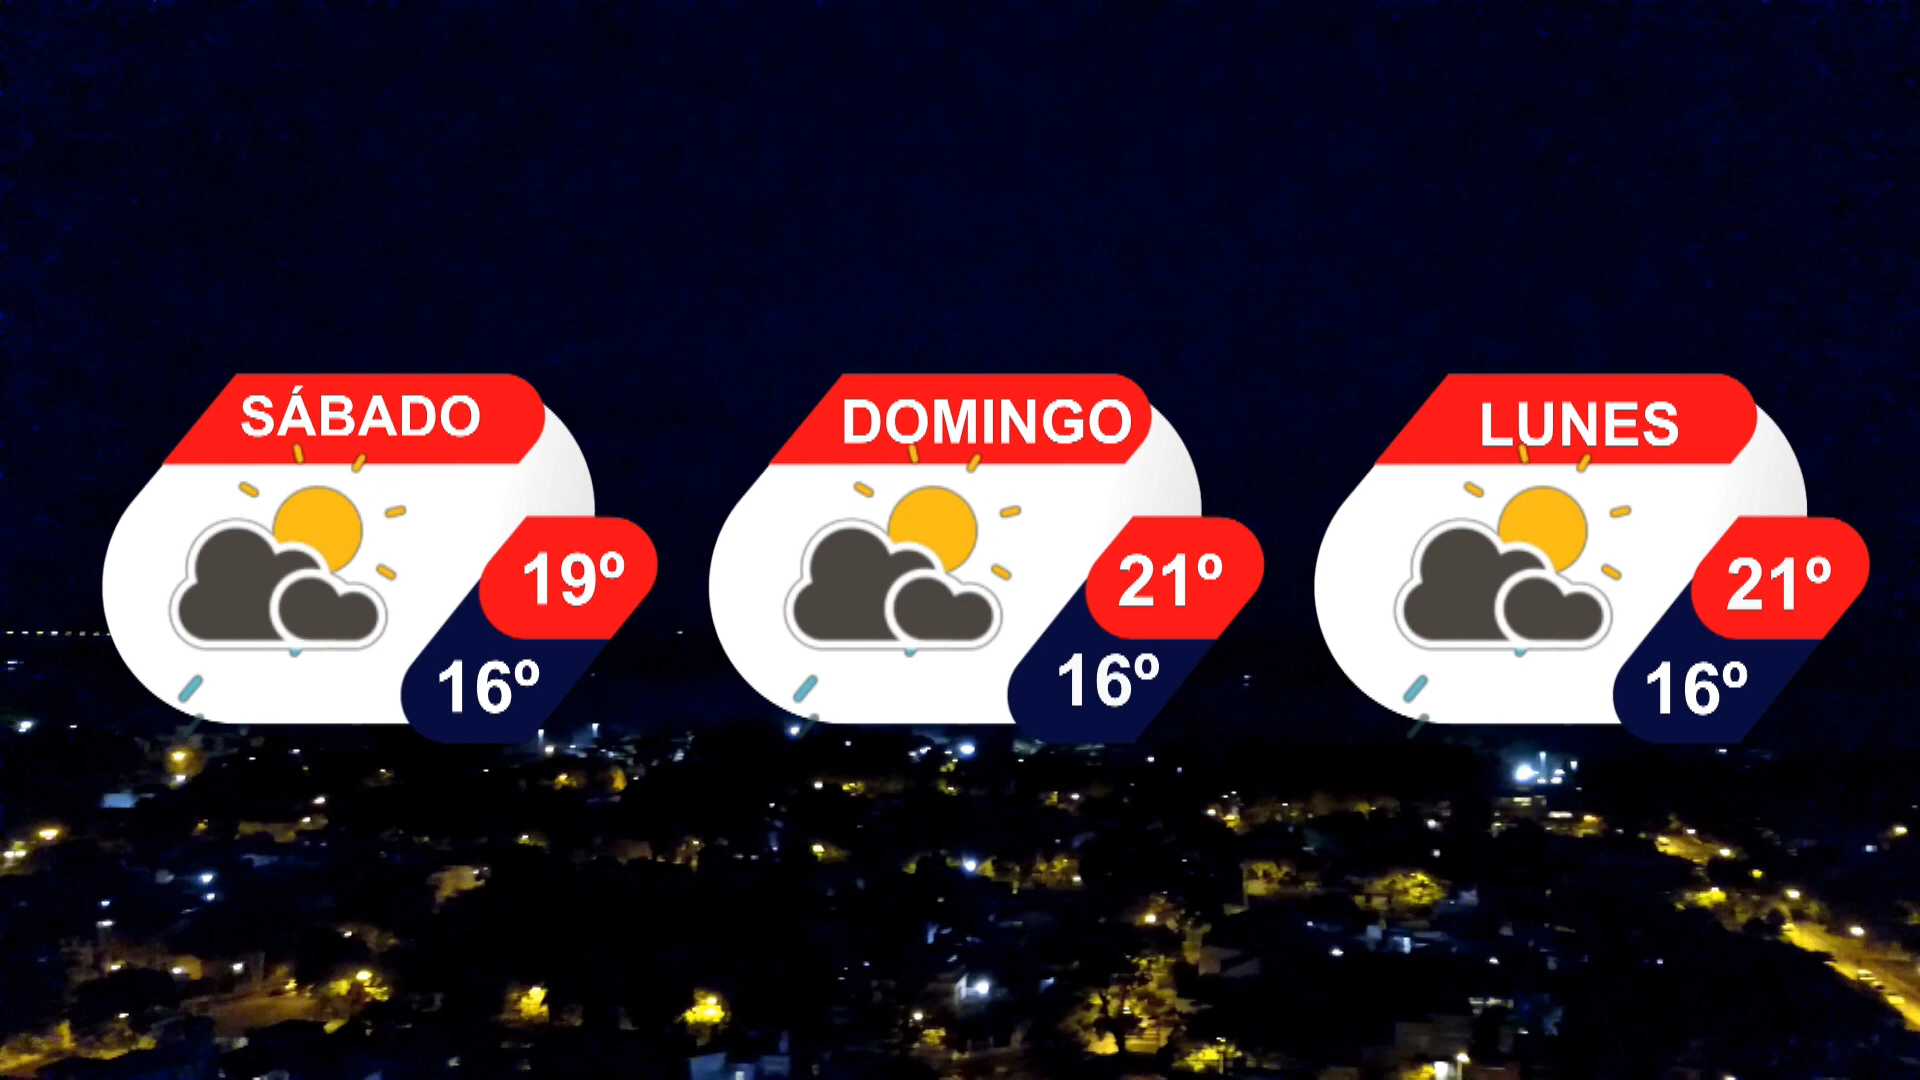 SÁBADO
19º
16º
DOMINGO
21º
16º
LUNES
21º
16º